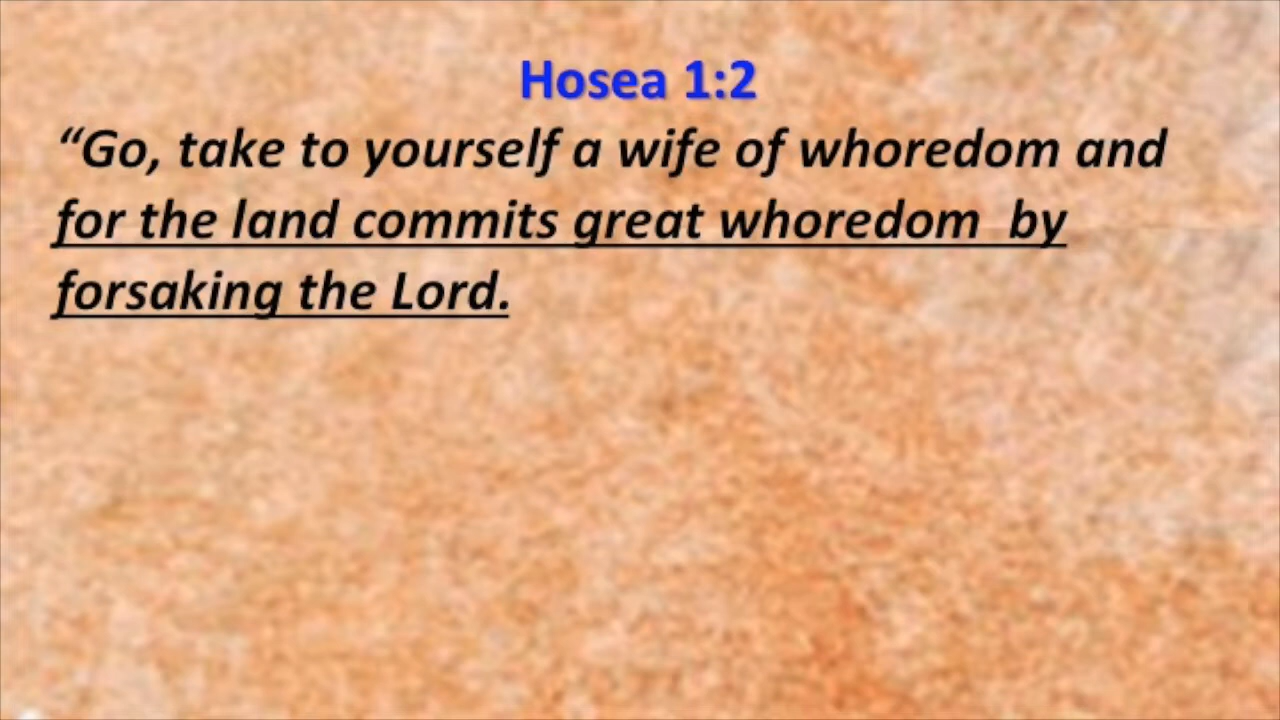 Hosea 1:2
“Go, take to yourself a wife of whoredom and
for the land commits great whoredom  by
forsaking the Lord.